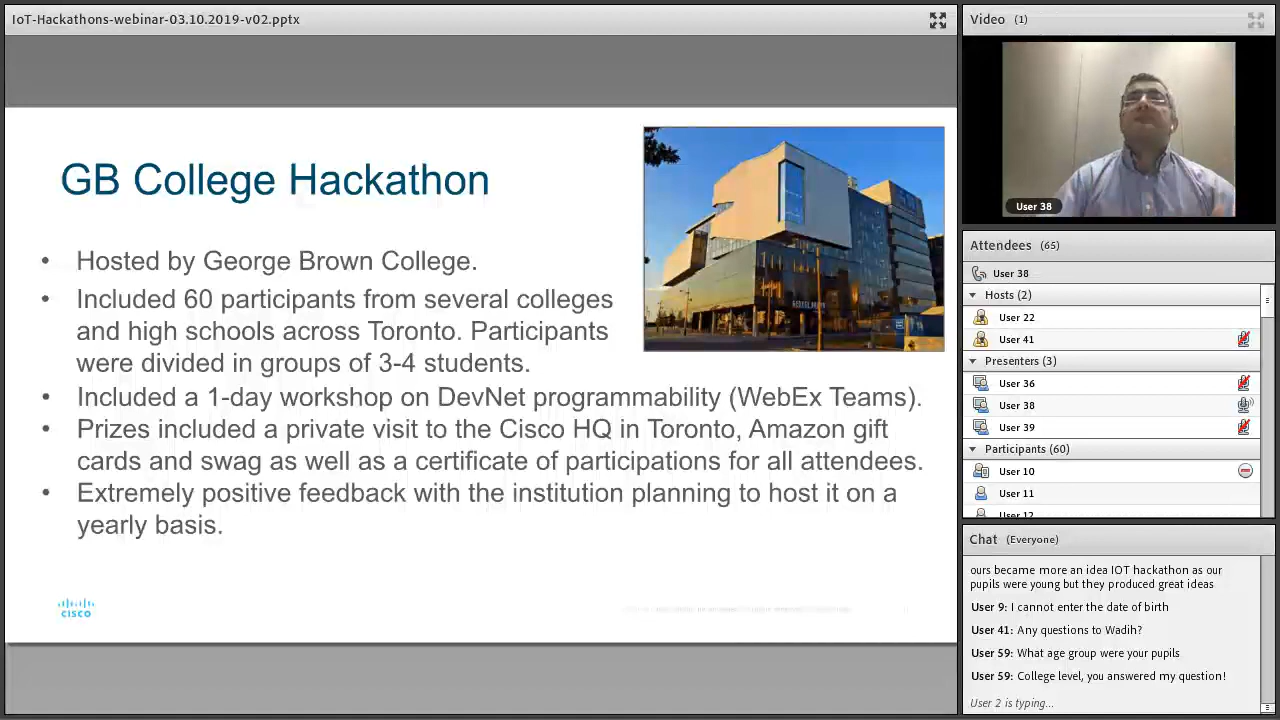 IoT-Hackathons-webinar-03.10.2019-v02.pptx
GB College Hackathon
• Hosted by George Brown College.
• Included 60 participants from several colleges
and high schools across Toronto. Participants
were divided in groups of 3-4 students.
• Included a 1-day workshop on DevNet programmability (WebEx Teams).
• Prizes included a private visit to the Cisco HQ in Toronto, Amazon gift
cards and swag as well as a certificate of participations for all attendees.
• Extremely positive feedback with the institution planning to host it on a
yearly basis.
CISCO
Video (1)
User 38
Attendees (65)
User 38
Hosts (2)
User 22
User 41
Presenters (3)
User 36
User 38
User 39
Participants (60)
User 10
User 11
User 12
Chat (Everyone)
ours became more an idea IOT hackathon as our
pupils were young but they produced great ideas
User 9: I cannot enter the date of birth
User 41: Any questions to Wadih?
User 59: What age group were your pupils
User 59: College level, you answered my question!
User 2 is typing...